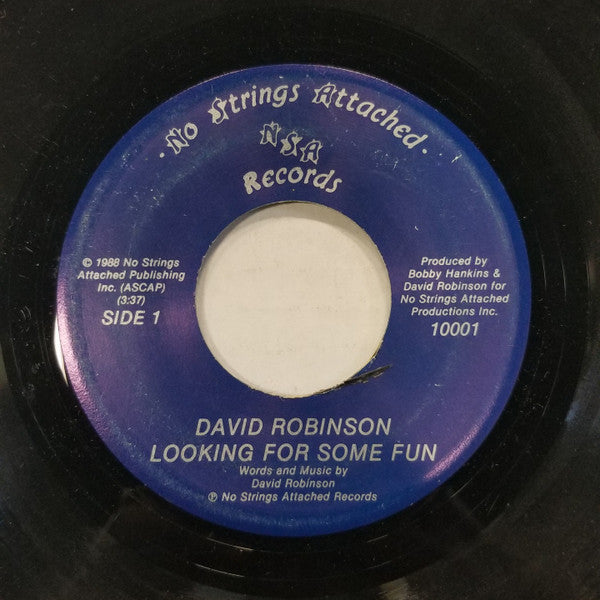 · No Strings Attached ·
NSA
Records
© 1988 No Strings
Attached Publishing
Inc. (ASCAP)
(3:37)
SIDE 1
Produced by
Bobby Hankins &
David Robinson for
No Strings Attached
Productions Inc.
10001
DAVID ROBINSON
LOOKING FOR SOME FUN
Words and Music by
David Robinson
℗ No Strings Attached Records